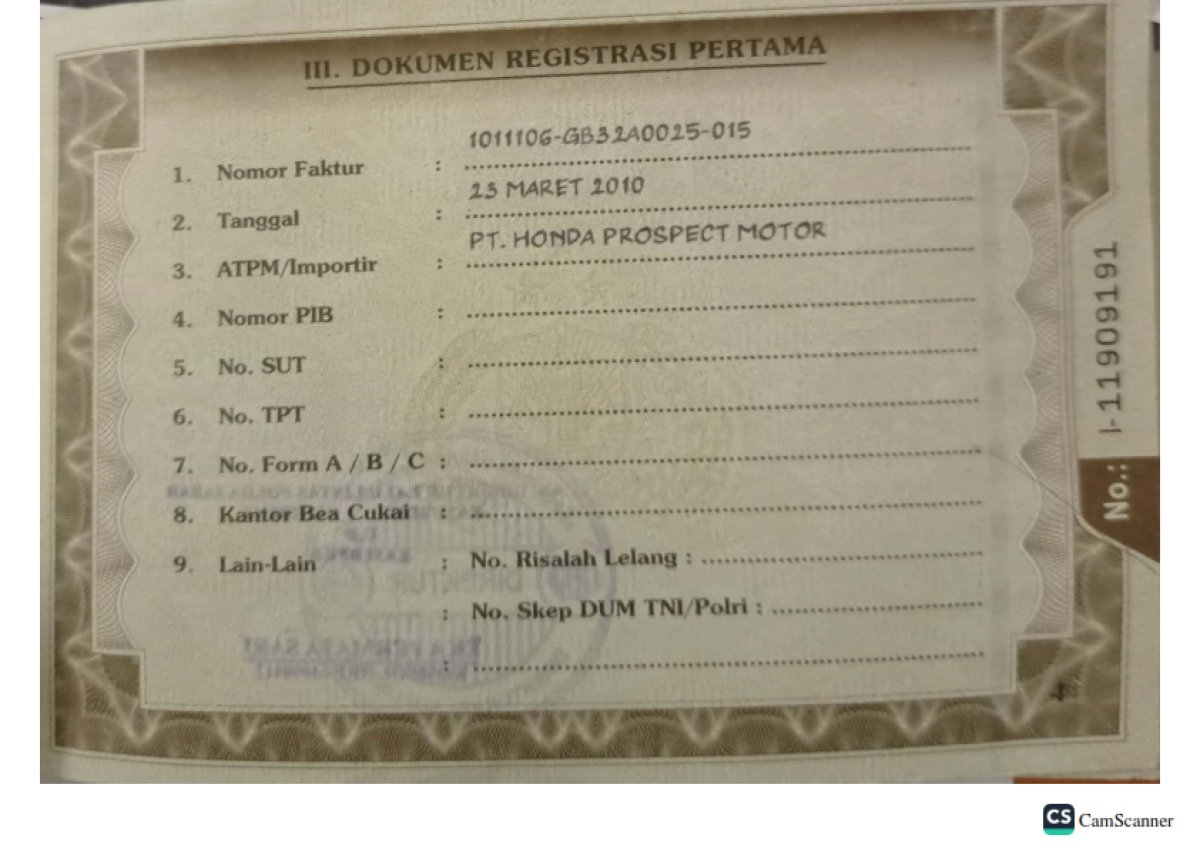 III. DOKUMEN REGISTRASI PERTAMA
1. Nomor Faktur : 1011106-GB32A0025-015
2. Tanggal : 23 MARET 2010
3. ATPM/Importir : PT. HONDA PROSPECT MOTOR
4. Nomor PIB :
5. No. SUT :
6. No. TPT :
7. No. Form A / B / C :
8. Kantor Bea Cukai :
9. Lain-Lain : No. Risalah Lelang :
: No. Skep DUM TNI/Polri :
:
4
No.: I-11909191
CS CamScanner